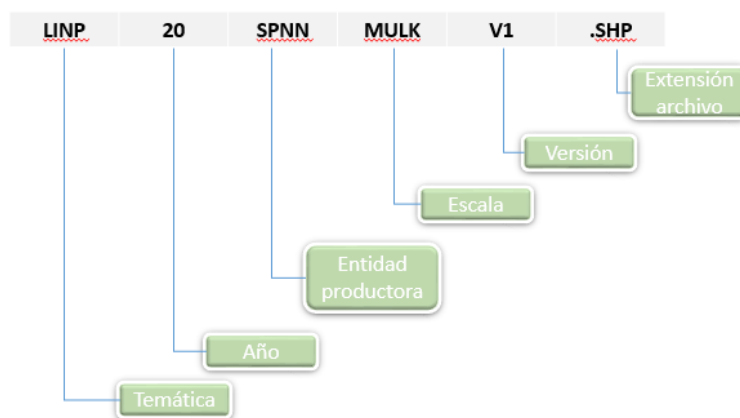 LINP 20 SPNN MULK V1 .SHP
Extensión
archivo
Versión
Escala
Entidad
productora
Año
Temática